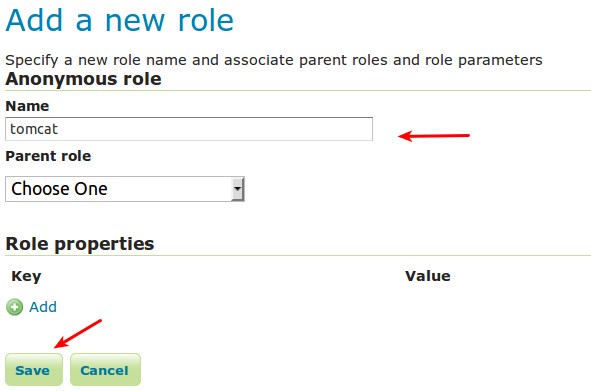 Add a new role
Specify a new role name and associate parent roles and role parameters
Anonymous role
Name
tomcat
Parent role
Choose One
Role properties
Key Value
Add
Save Cancel